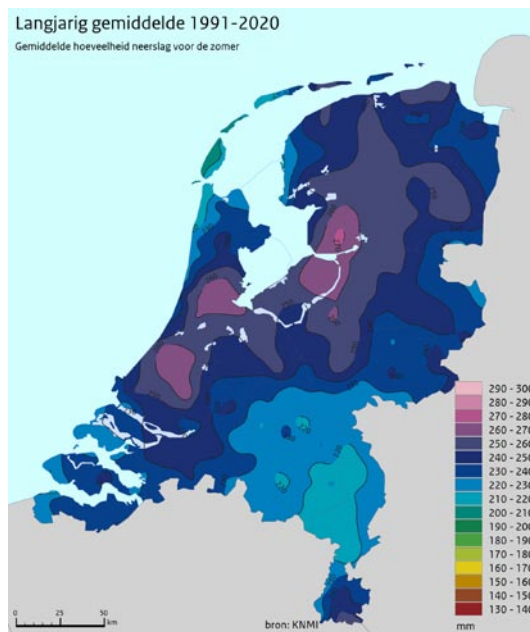 Langjarig gemiddelde 1991-2020
Gemiddelde hoeveelheid neerslag voor de zomer
290 - 300
280 - 290
270 - 280
260 - 270
250 - 260
240 - 250
230 - 240
220 - 230
210 - 220
200 - 210
190 - 200
180 - 190
170 - 180
160 - 170
150 - 160
140 - 150
130 - 140
mm
0 25 50
km
bron: KNMI